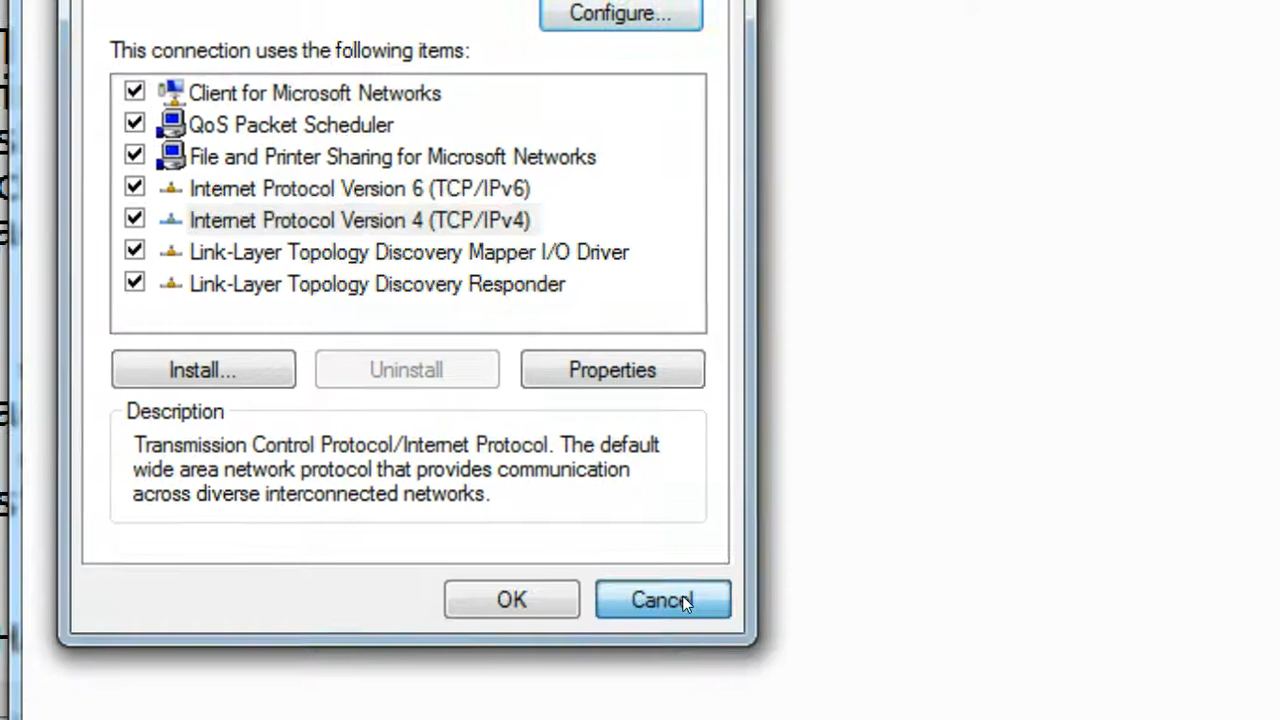 Configure...
This connection uses the following items:
Client for Microsoft Networks
QoS Packet Scheduler
File and Printer Sharing for Microsoft Networks
Internet Protocol Version 6 (TCP/IPv6)
Internet Protocol Version 4 (TCP/IPv4)
Link-Layer Topology Discovery Mapper I/O Driver
Link-Layer Topology Discovery Responder
Install... Uninstall Properties
Description
Transmission Control Protocol/Internet Protocol. The default
wide area network protocol that provides communication
across diverse interconnected networks.
OK Cancel